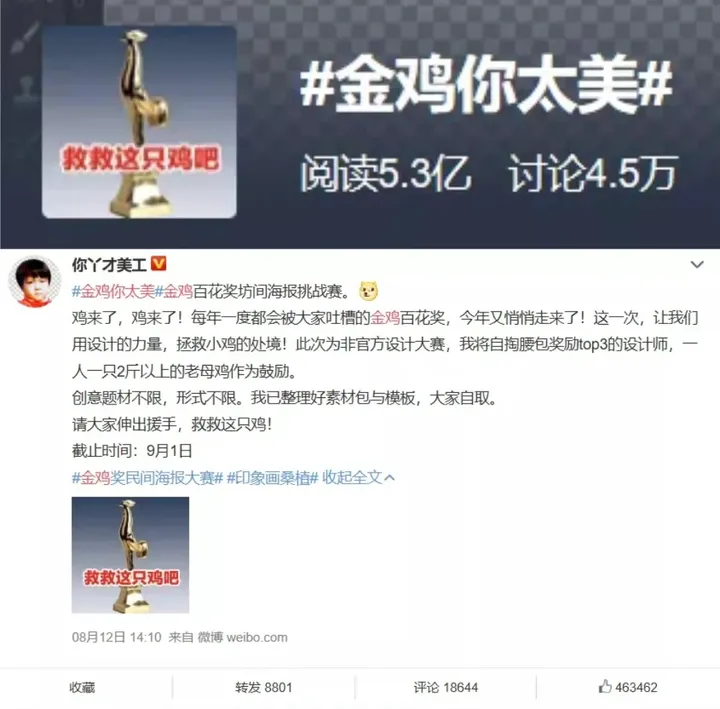 #金鸡你太美#
救救这只鸡吧
阅读5.3亿 讨论4.5万
你丫才美工
#金鸡你太美#金鸡百花奖坊间海报挑战赛。
鸡来了，鸡来了！每年一度都会被大家吐槽的金鸡百花奖，今年又悄悄走来了！这一次，让我们
用设计的力量，拯救小鸡的处境！此次为非官方设计大赛，我将自掏腰包奖励top3的设计师，一
人一只2斤以上的老母鸡作为鼓励。
创意题材不限，形式不限。我已整理好素材包与模板，大家自取。
请大家伸出援手，救救这只鸡！
截止时间：9月1日
#金鸡奖民间海报大赛# #印象画桑植# 收起全文
救救这只鸡吧
08月12日 14:10 来自 微博 weibo.com
收藏 转发 8801 评论 18644 463462